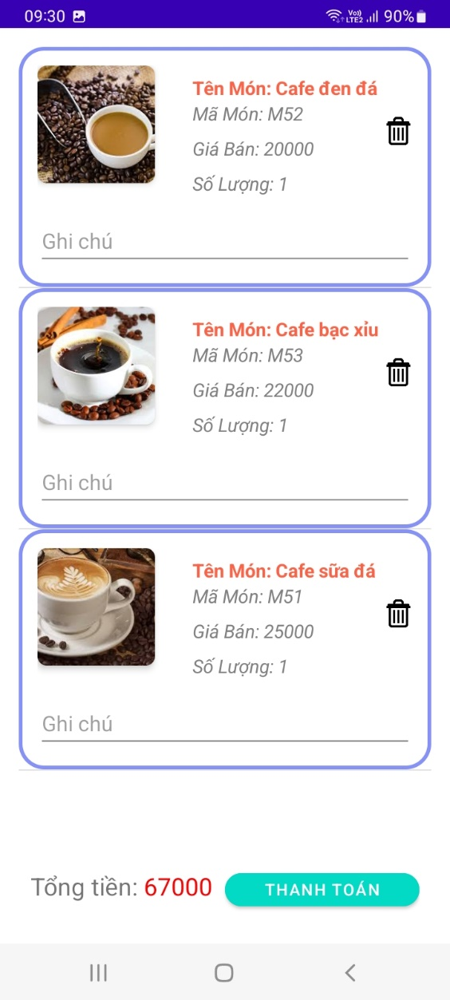 09:30 Vo)) LTE2 90%
Tên Món: Cafe đen đá
Mã Món: M52
Giá Bán: 20000
Số Lượng: 1
Ghi chú
Tên Món: Cafe bạc xỉu
Mã Món: M53
Giá Bán: 22000
Số Lượng: 1
Ghi chú
Tên Món: Cafe sữa đá
Mã Món: M51
Giá Bán: 25000
Số Lượng: 1
Ghi chú
Tổng tiền: 67000 THANH TOÁN